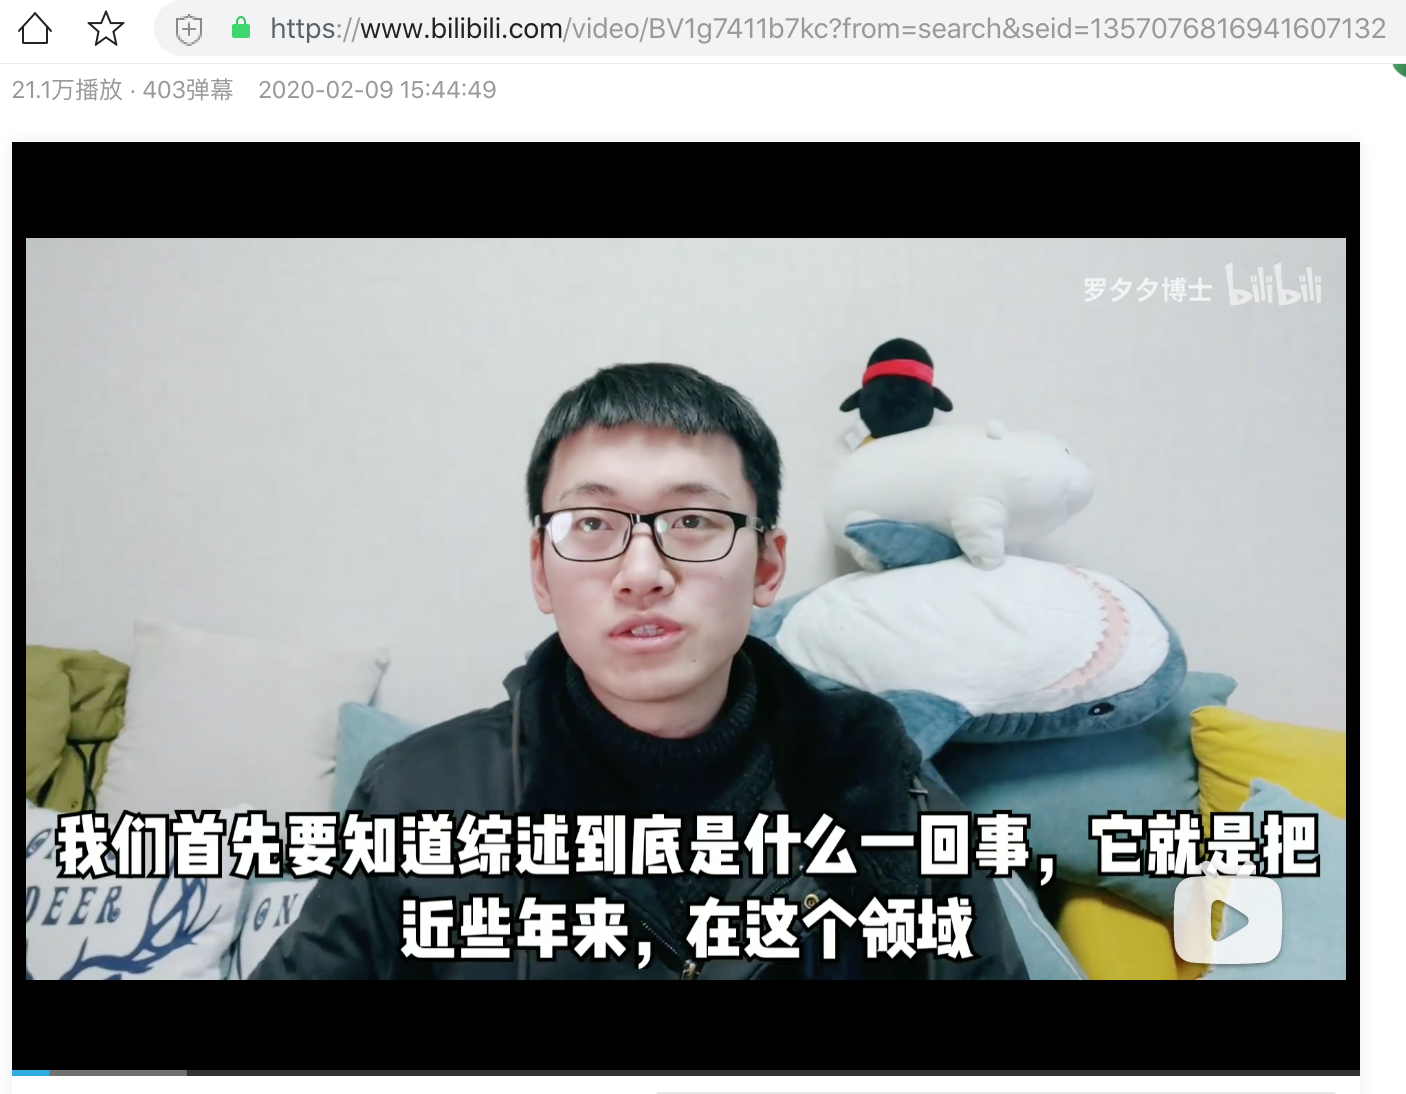 https://www.bilibili.com/video/BV1g7411b7kc?from=search&seid=1357076816941607132
21.1万播放 · 403弹幕 2020-02-09 15:44:49
罗夕夕博士 bilibili
我们首先要知道综述到底是什么一回事，它就是把
近些年来，在这个领域
DEER
ON